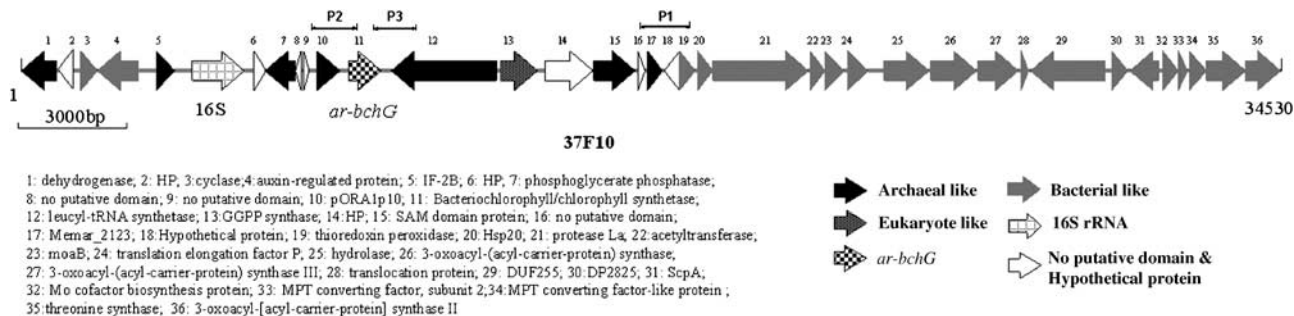 P2 P3 P1
1 2 3 4 5 6 7 8 9 10 11 12 13 14 15 16 17 18 19 20 21 22 23 24 25 26 27 28 29 30 31 32 33 34 35 36
1 16S ar-bchG 34530
3000bp
37F10
1: dehydrogenase; 2: HP; 3:cyclase;4:auxin-regulated protein; 5: IF-2B; 6: HP; 7: phosphoglycerate phosphatase;
8: no putative domain; 9: no putative domain; 10: pORA1p10; 11: Bacteriochlorophyll/chlorophyll synthetase;
12: leucyl-tRNA synthetase; 13:GGPP synthase; 14:HP; 15: SAM domain protein; 16: no putative domain;
17: Memar_2123; 18:Hypothetical protein; 19: thioredoxin peroxidase; 20:Hsp20; 21: protease La; 22:acetyltransferase;
23: moaB; 24: translation elongation factor P, 25: hydrolase; 26: 3-oxoacyl-(acyl-carrier-protein) synthase;
27: 3-oxoacyl-(acyl-carrier-protein) synthase III; 28: translocation protein; 29: DUF255; 30:DP2825; 31: ScpA;
32: Mo cofactor biosynthesis protein; 33: MPT converting factor, subunit 2;34:MPT converting factor-like protein ;
35:threonine synthase; 36: 3-oxoacyl-[acyl-carrier-protein] synthase II
Archaeal like
Bacterial like
Eukaryote like
16S rRNA
ar-bchG
No putative domain &
Hypothetical protein